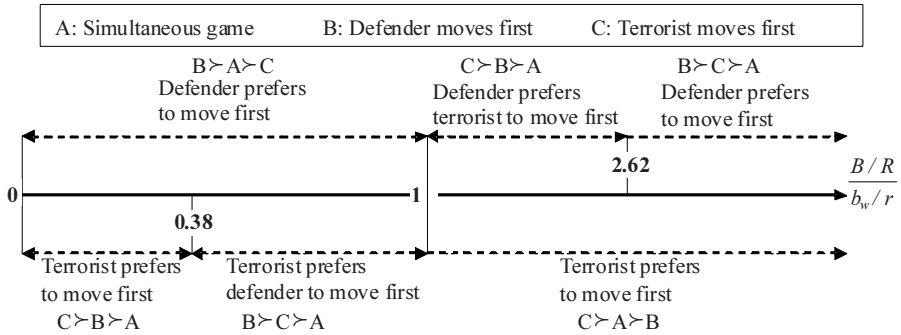 A: Simultaneous game B: Defender moves first C: Terrorist moves first
B≻A≻C
Defender prefers
to move first
C≻B≻A
Defender prefers
terrorist to move first
B≻C≻A
Defender prefers
to move first
0
0.38
1
2.62
B / R
b_w / r
Terrorist prefers
to move first
C≻B≻A
Terrorist prefers
defender to move first
B≻C≻A
Terrorist prefers
to move first
C≻A≻B